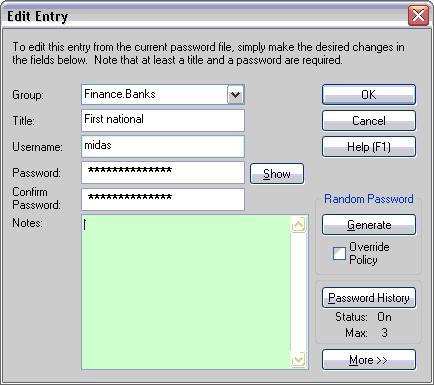 Edit Entry
To edit this entry from the current password file, simply make the desired changes in
the fields below. Note that at least a title and a password are required.
Group: Finance.Banks OK
Title: First national Cancel
Username: midas Help (F1)
Password: ************** Show
Confirm
Password: **************
Random Password
Notes: Generate
Override
Policy
Password History
Status: On
Max: 3
More >>